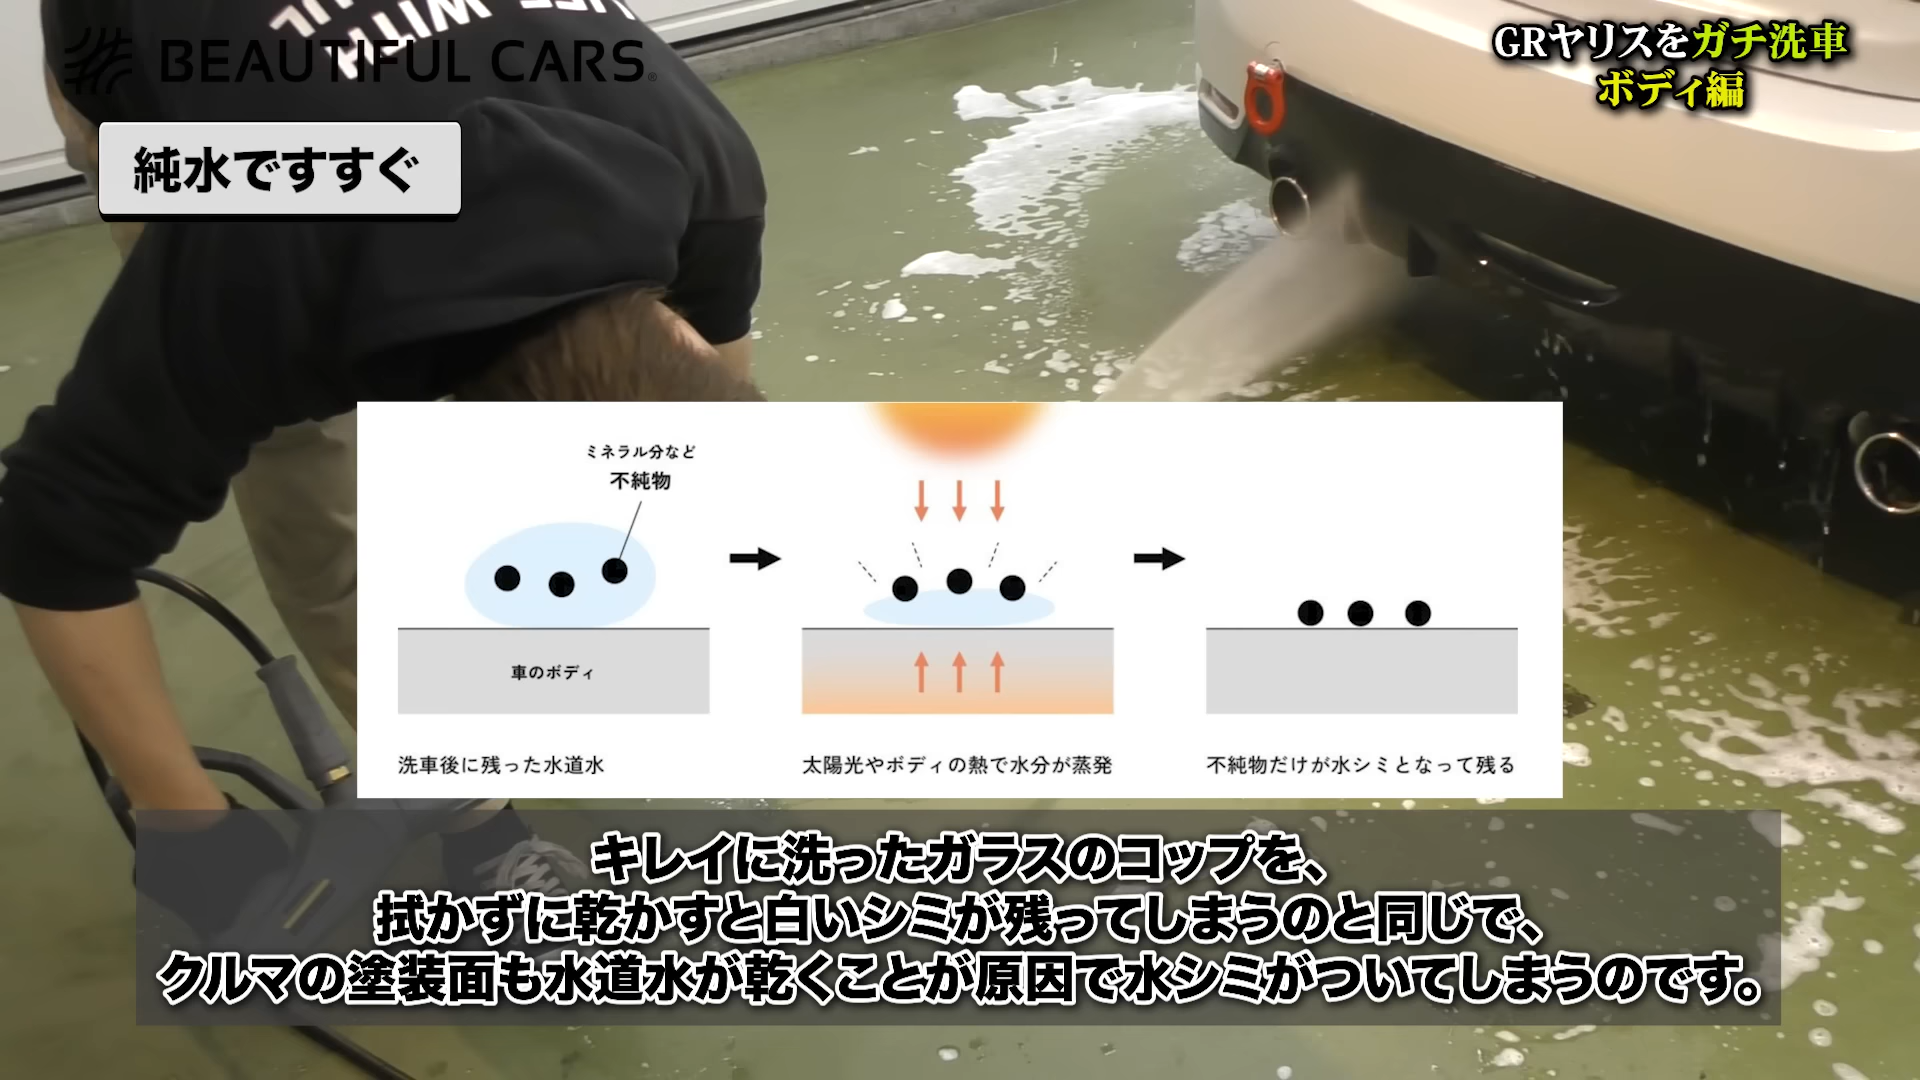 BEAUTIFUL CARS®
GRヤリスをガチ洗車
ボディ編
純水ですすぐ
ミネラル分など
不純物
車のボディ
洗車後に残った水道水
太陽光やボディの熱で水分が蒸発
不純物だけが水シミとなって残る
キレイに洗ったガラスのコップを、
拭かずに乾かすと白いシミが残ってしまうのと同じで、
クルマの塗装面も水道水が乾くことが原因で水シミがついてしまうのです。